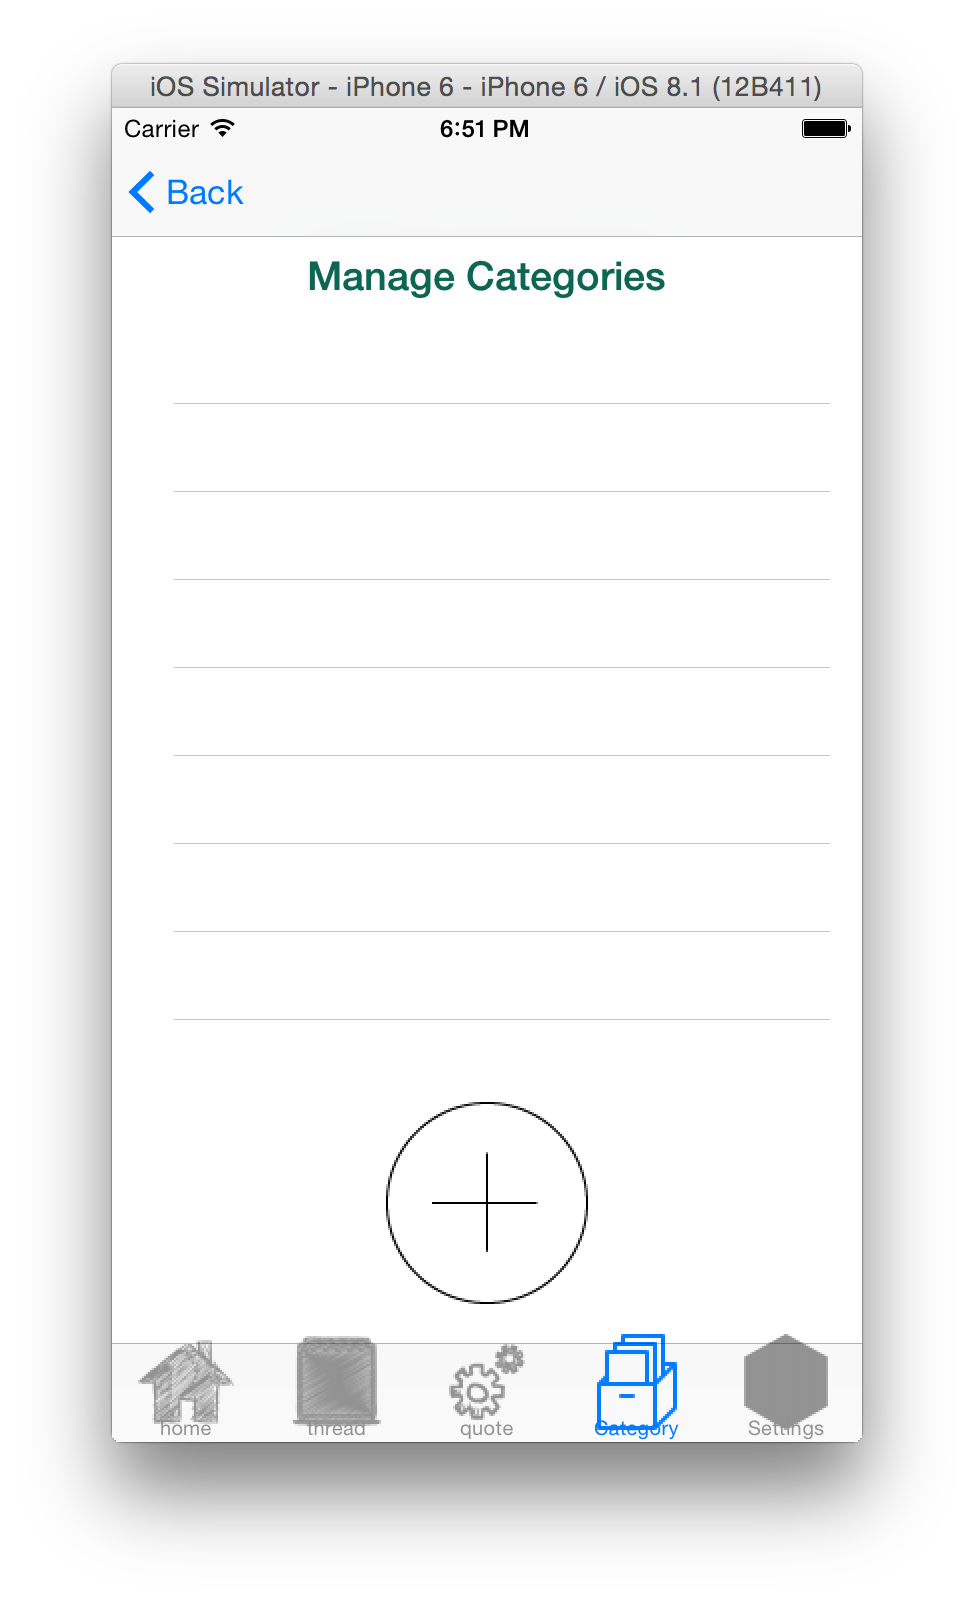 iOS Simulator - iPhone 6 - iPhone 6 / iOS 8.1 (12B411)
Carrier 6:51 PM
Back
Manage Categories
home thread quote Category Settings